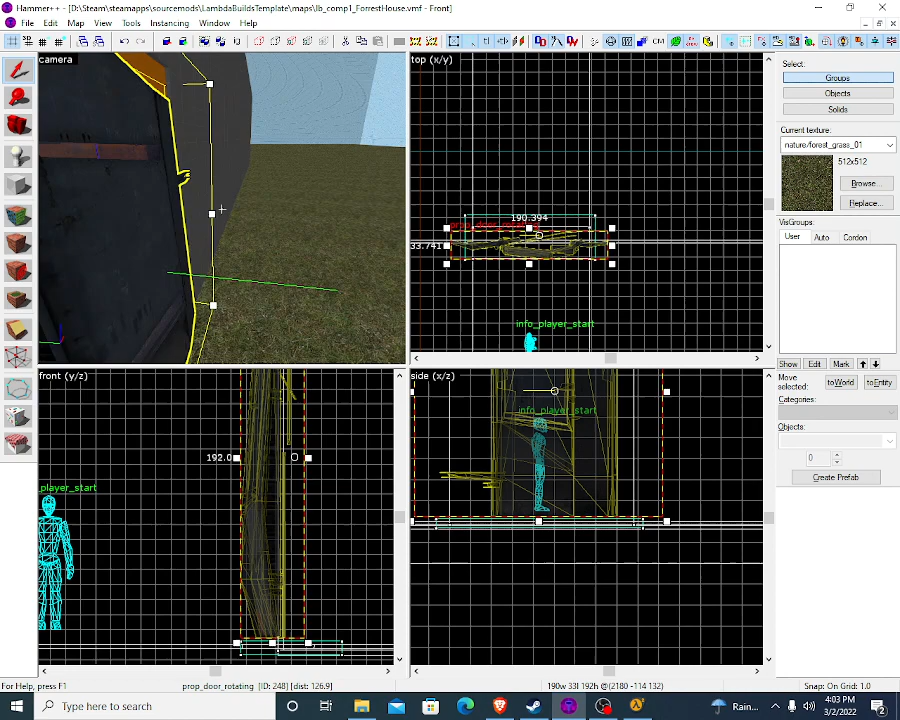 Hammer++ - [D:\Steam\steamapps\sourcemods\LambdaBuildsTemplate\maps\lb_comp1_ForrestHouse.vmf - Front]
File Edit Map View Tools Instancing Window Help
CM
camera
top (x/y)
190.394
33.741
info_player_start
front (y/z)
192.0
_player_start
side (x/z)
info_player_start
Select:
Groups
Objects
Solids
Current texture:
nature/forest_grass_01
512x512
Browse...
Replace...
VisGroups:
User Auto Cordon
Show Edit Mark
Move
selected:
toWorld toEntity
Categories:
Objects:
0
Create Prefab
For Help, press F1
prop_door_rotating [ID: 248] [dist: 126.9]
190w 33l 192h @(2180 -114 132)
Snap: On Grid: 1.0
Type here to search
Rain...
4:03 PM
3/2/2022
2